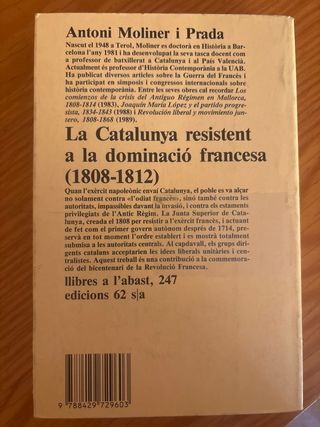 Antoni Moliner i Prada
Nascut el 1948 a Terol, Moliner es doctorà en Història a Bar-
celona l'any 1981 i ha desenvolupat la seva tasca docent com
a professor de batxillerat a Catalunya i al País Valencià.
Actualment és professor d'Història Contemporània a la UAB.
Ha publicat diversos articles sobre la Guerra del Francès i
ha participat en simposis i congressos internacionals sobre
història contemporània. Entre les seves obres cal recordar Los
comienzos de la crisis del Antiguo Régimen en Mallorca,
1808-1814 (1983), Joaquín María López y el partido progre-
sista, 1834-1843 (1988) i Revolución liberal y movimiento jun-
tero, 1808-1868 (1989).
La Catalunya resistent
a la dominació francesa
(1808-1812)
Quan l'exèrcit napoleònic envaí Catalunya, el poble es va alçar
no solament contra «l'odiat francès», sinó també contra les
autoritats, impassibles davant la invasió, i contra els estaments
privilegiats de l'Antic Règim. La Junta Superior de Cata-
lunya, creada el 1808 per resistir a l'exèrcit francès, i actuant
de fet com el primer govern autònom després de 1714, pre-
servà en tot moment l'ordre establert i es mostrà totalment
submisa a les autoritats centrals. Al capdavall, els grups diri-
gents catalans acceptarien les idees liberals unitàries i cen-
tralistes. Aquest treball és una contribució a la commemora-
ció del bicentenari de la Revolució Francesa.
llibres a l'abast, 247
edicions 62 s|a
9 788429 729603